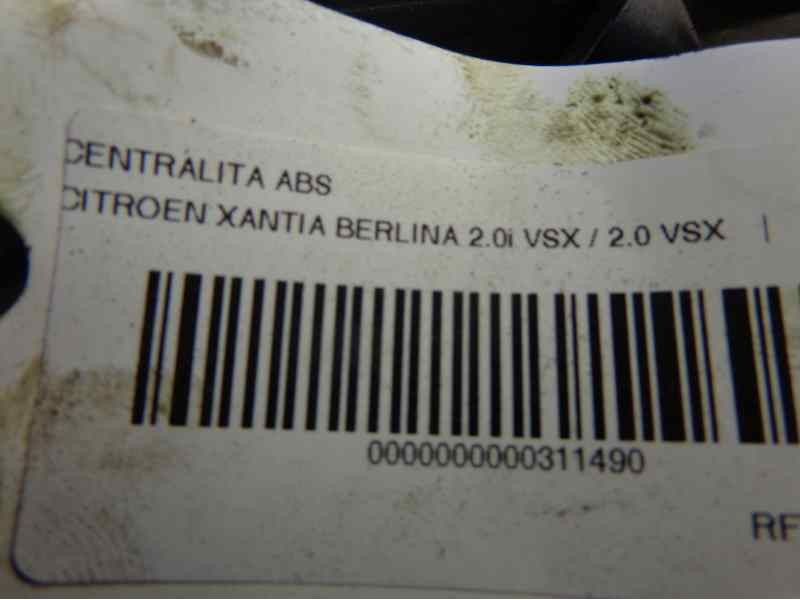 CENTRALITA ABS
CITROEN XANTIA BERLINA 2.0i VSX / 2.0 VSX |
0000000000311490
RF